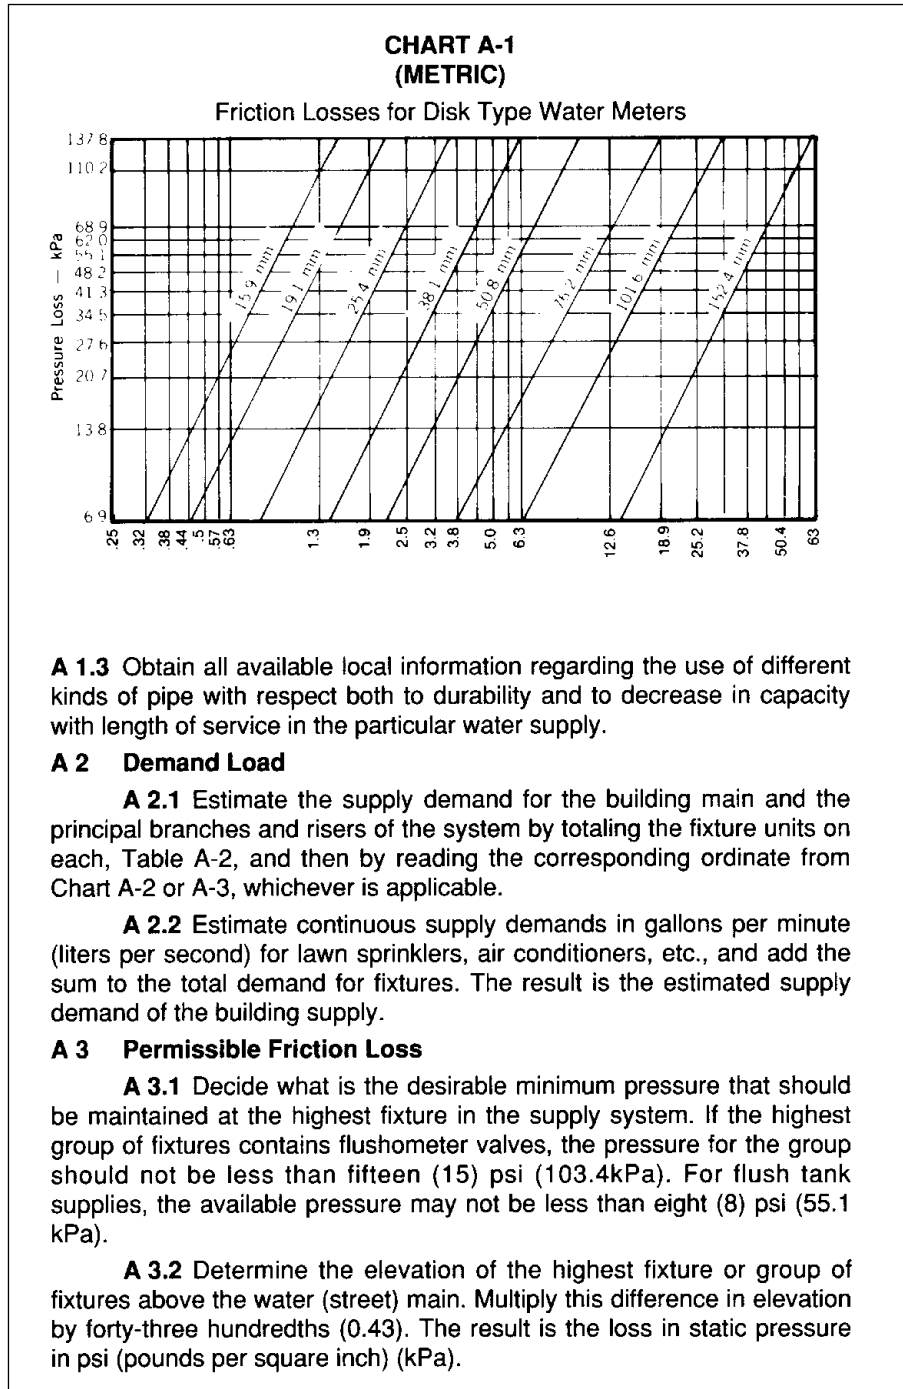 CHART A-1
(METRIC)
Friction Losses for Disk Type Water Meters
Pressure Loss — kPa
137 8
110 2
68 9
62 0
55 1
48 2
41 3
34 5
27 6
20 7
13 8
6 9
15 9 mm
19 1 mm
25 4 mm
38 1 mm
50 8 mm
76.2 mm
101 6 mm
152 4 mm
.25 .32 .38 .44 .5 .57 .63 1.3 1.9 2.5 3.2 3.8 5.0 6.3 12.6 18.9 25.2 37.8 50.4 63
A 1.3 Obtain all available local information regarding the use of different
kinds of pipe with respect both to durability and to decrease in capacity
with length of service in the particular water supply.
A 2 Demand Load
A 2.1 Estimate the supply demand for the building main and the
principal branches and risers of the system by totaling the fixture units on
each, Table A-2, and then by reading the corresponding ordinate from
Chart A-2 or A-3, whichever is applicable.
A 2.2 Estimate continuous supply demands in gallons per minute
(liters per second) for lawn sprinklers, air conditioners, etc., and add the
sum to the total demand for fixtures. The result is the estimated supply
demand of the building supply.
A 3 Permissible Friction Loss
A 3.1 Decide what is the desirable minimum pressure that should
be maintained at the highest fixture in the supply system. If the highest
group of fixtures contains flushometer valves, the pressure for the group
should not be less than fifteen (15) psi (103.4kPa). For flush tank
supplies, the available pressure may not be less than eight (8) psi (55.1
kPa).
A 3.2 Determine the elevation of the highest fixture or group of
fixtures above the water (street) main. Multiply this difference in elevation
by forty-three hundredths (0.43). The result is the loss in static pressure
in psi (pounds per square inch) (kPa).